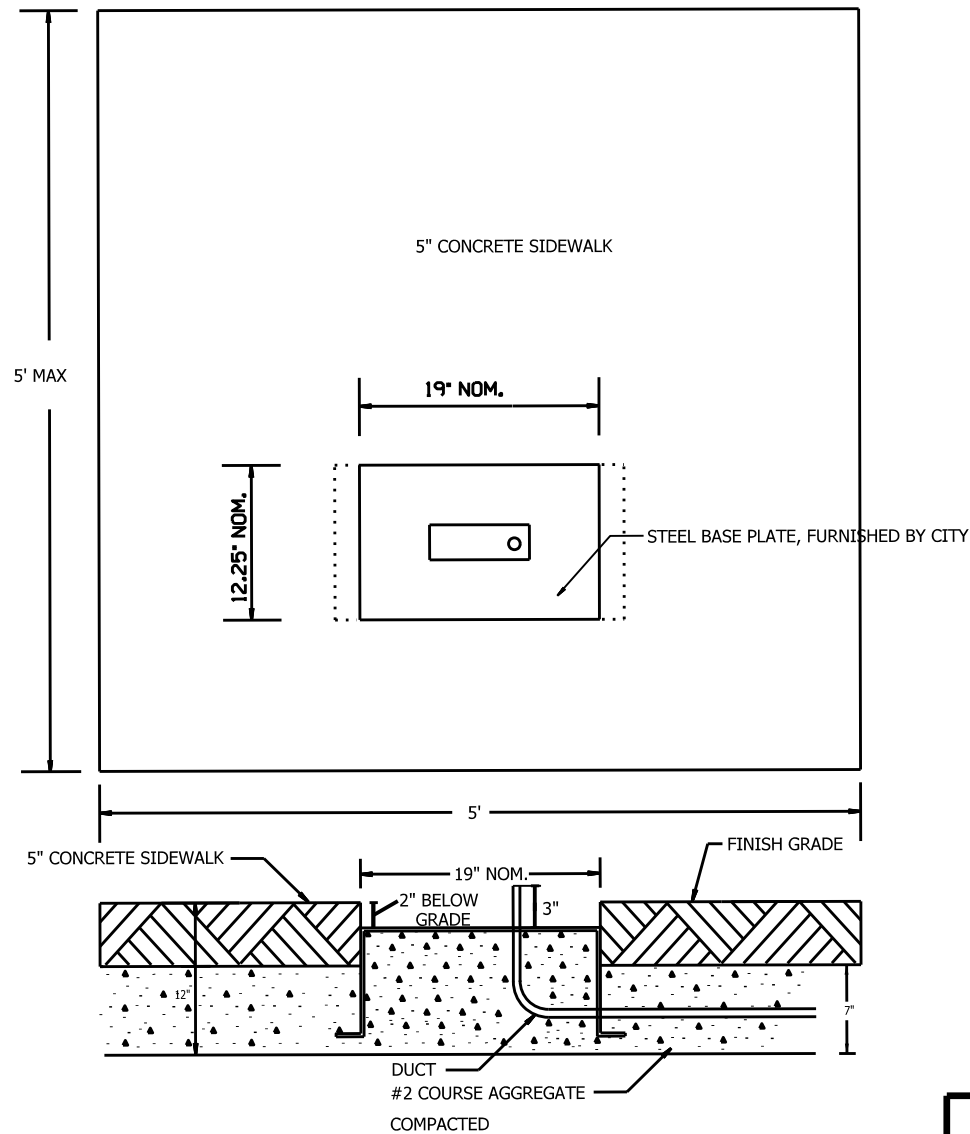 5" CONCRETE SIDEWALK
5' MAX
19" NOM.
12.25" NOM.
STEEL BASE PLATE, FURNISHED BY CITY
5'
5" CONCRETE SIDEWALK
FINISH GRADE
19" NOM.
2" BELOW
GRADE
3"
12"
7"
DUCT
#2 COURSE AGGREGATE
COMPACTED